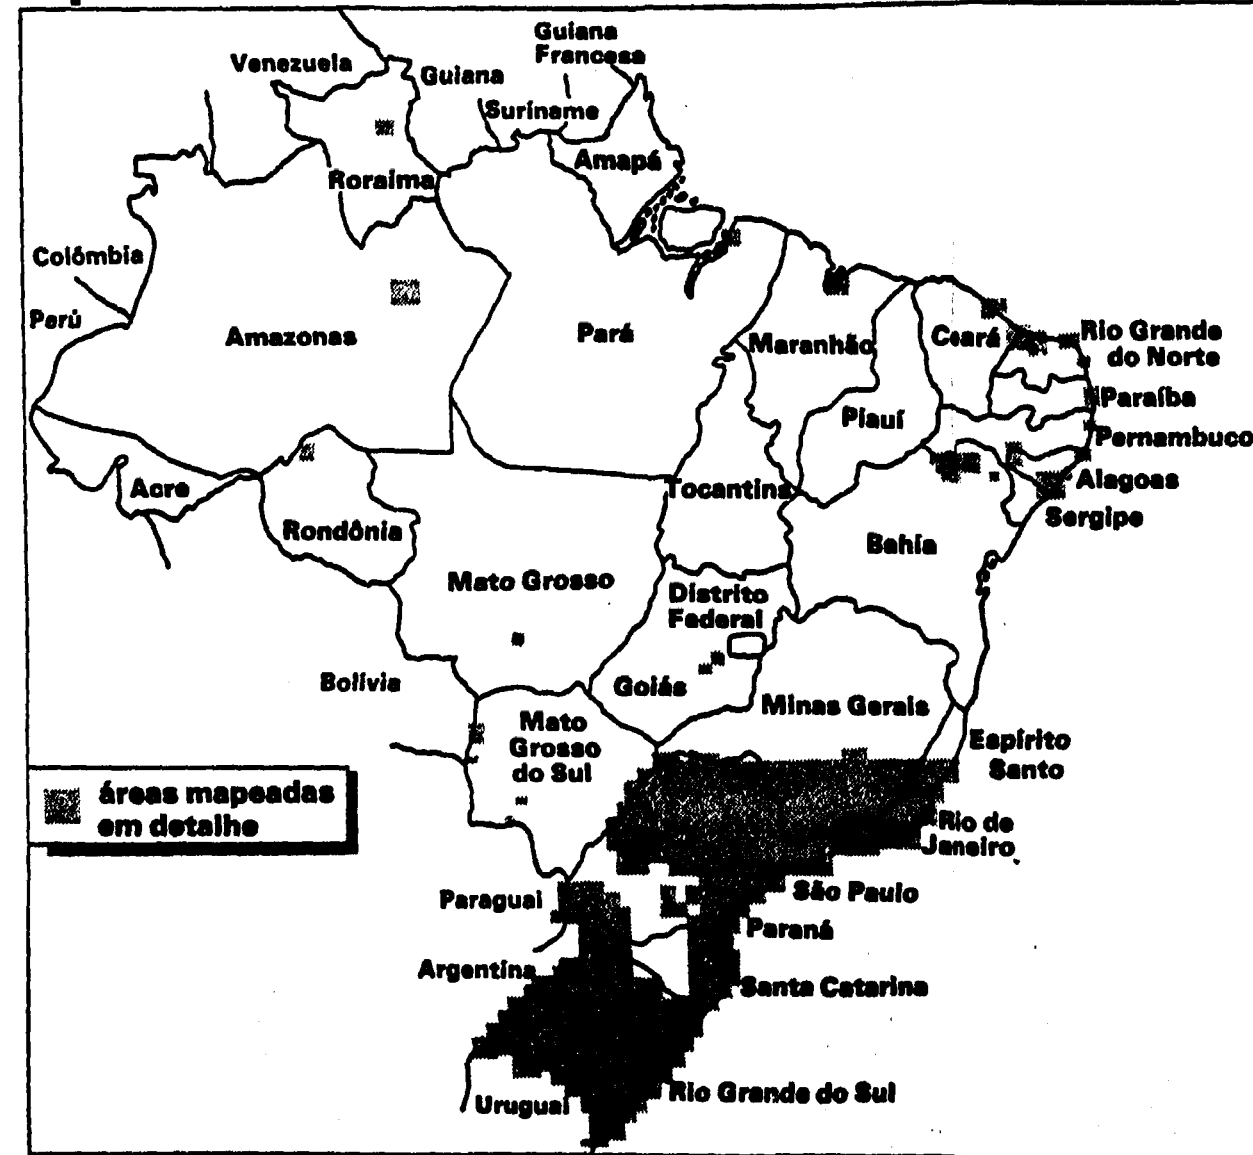 Guiana
Francesa
Venezuela
Guiana
Suríname
Amapá
Roraima
Colômbia
Perú
Amazonas
Pará
Maranhão
Ceará
Rio Grande
do Norte
Paraíba
Piauí
Pernambuco
Acre
Tocantins
Alagoas
Sergipe
Rondônia
Bahia
Mato Grosso
Distrito
Federal
Bolívia
Goiás
Minas Gerais
Mato
Grosso
do Sul
Espírito
Santo
áreas mapeadas
em detalhe
Rio de
Janeiro
Paraguai
São Paulo
Paraná
Argentina
Santa Catarina
Uruguai
Rio Grande do Sul